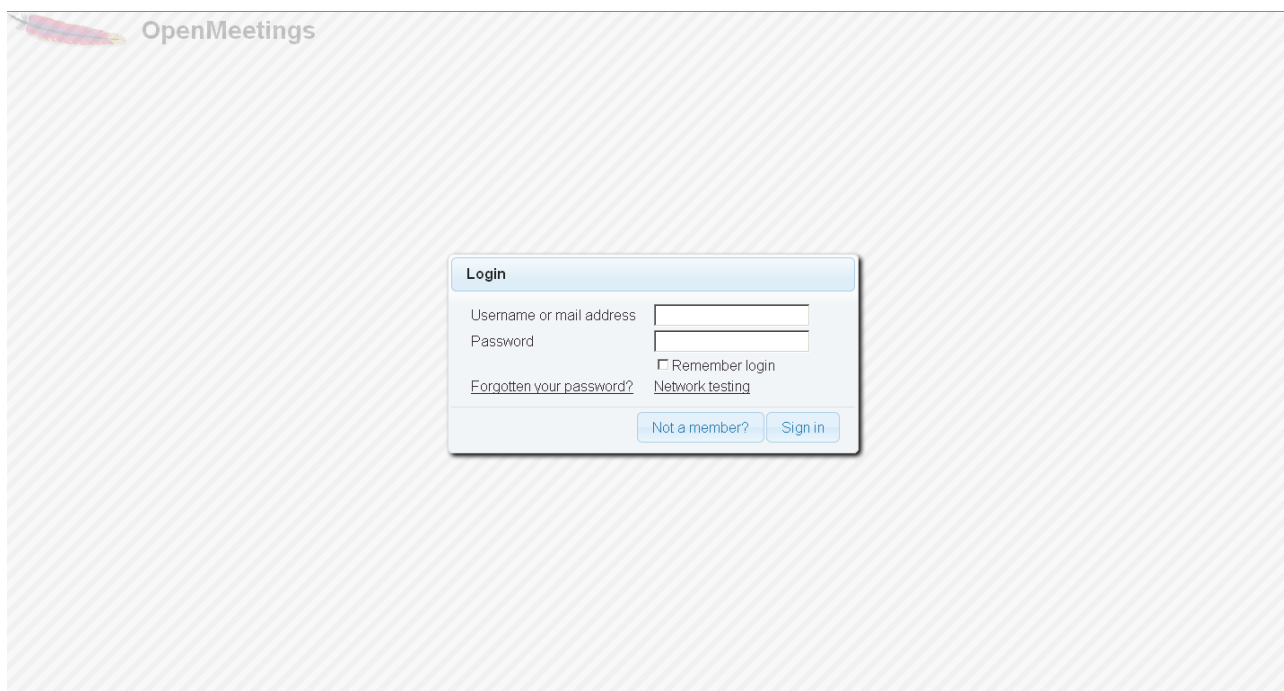 OpenMeetings
Login
Username or mail address
Password
Remember login
Forgotten your password? Network testing
Not a member? Sign in